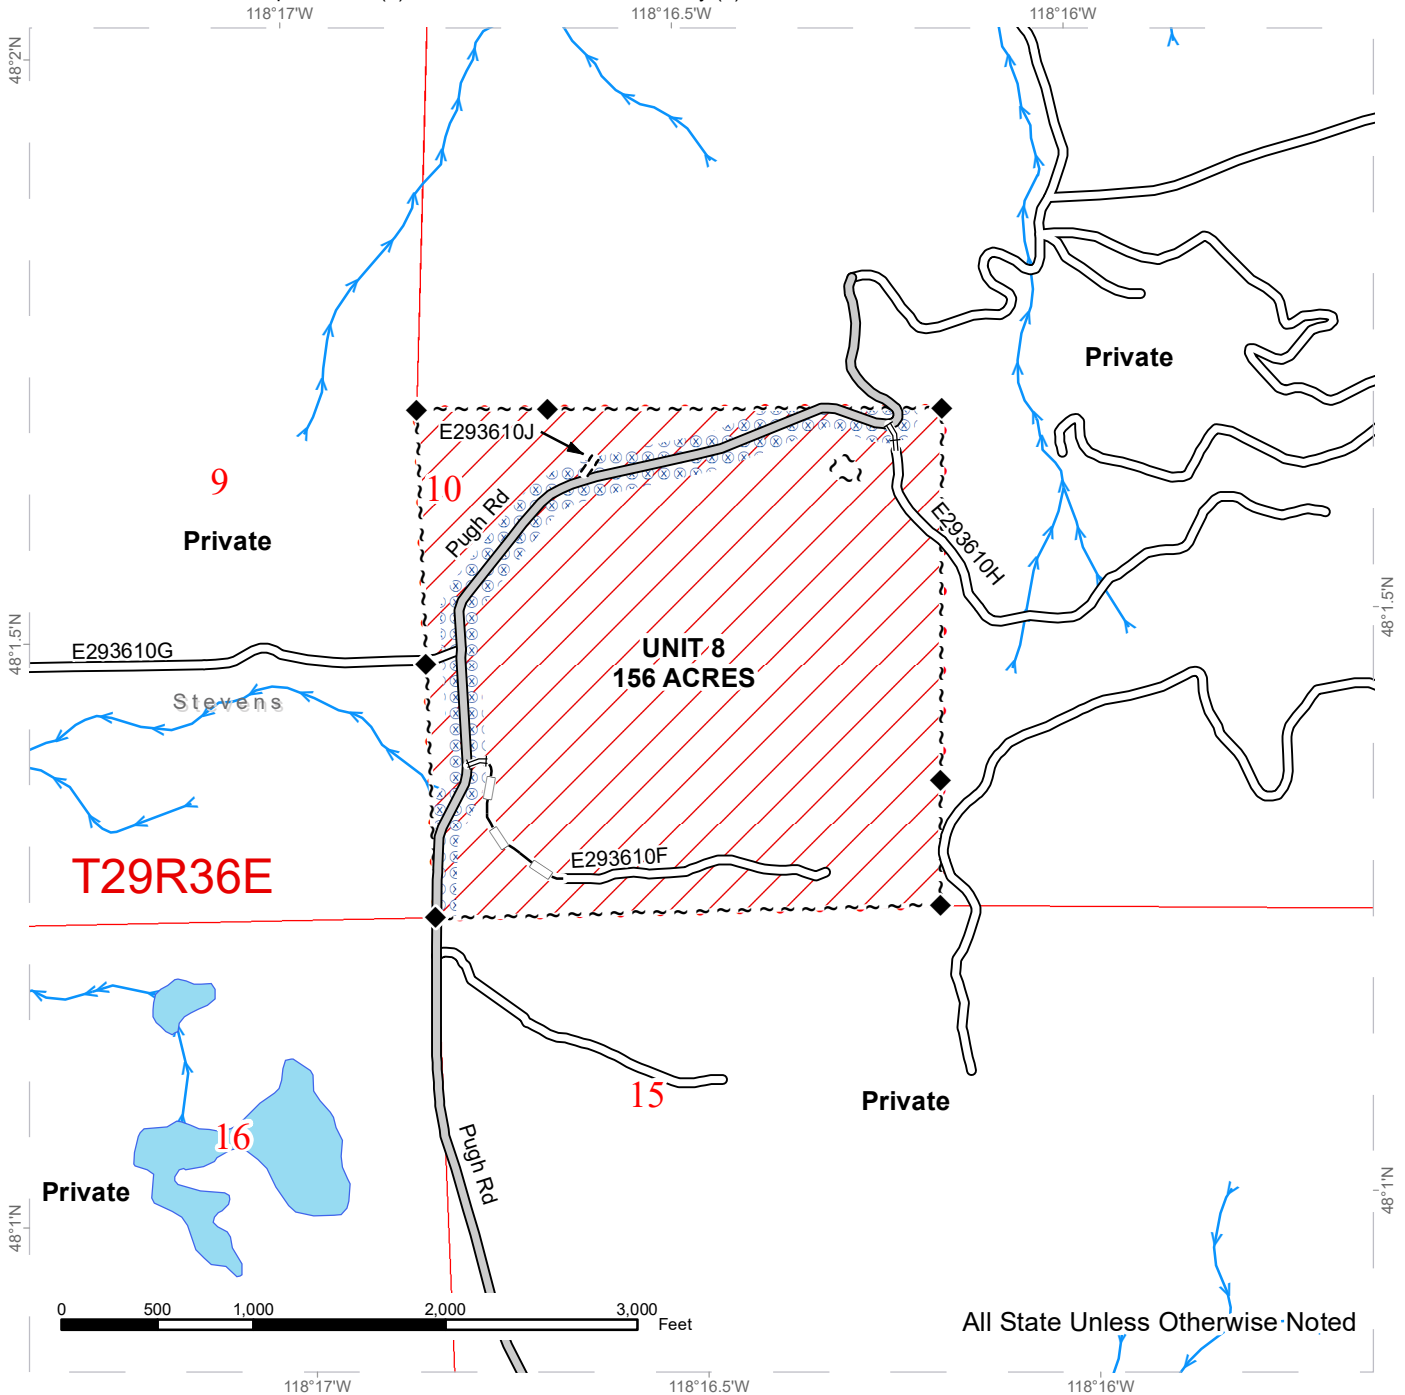 118°17'W
118°16.5'W
118°16'W
48°2'N
Private
E293610J
9
10
Private
Pugh Rd
E293610H
48°1.5'N
48°1.5'N
UNIT 8
156 ACRES
E293610G
Stevens
E293610F
T29R36E
15
Private
16
Pugh Rd
Private
48°1'N
48°1'N
0
500
1,000
2,000
3,000
Feet
All State Unless Otherwise Noted
118°17'W
118°16.5'W
118°16'W